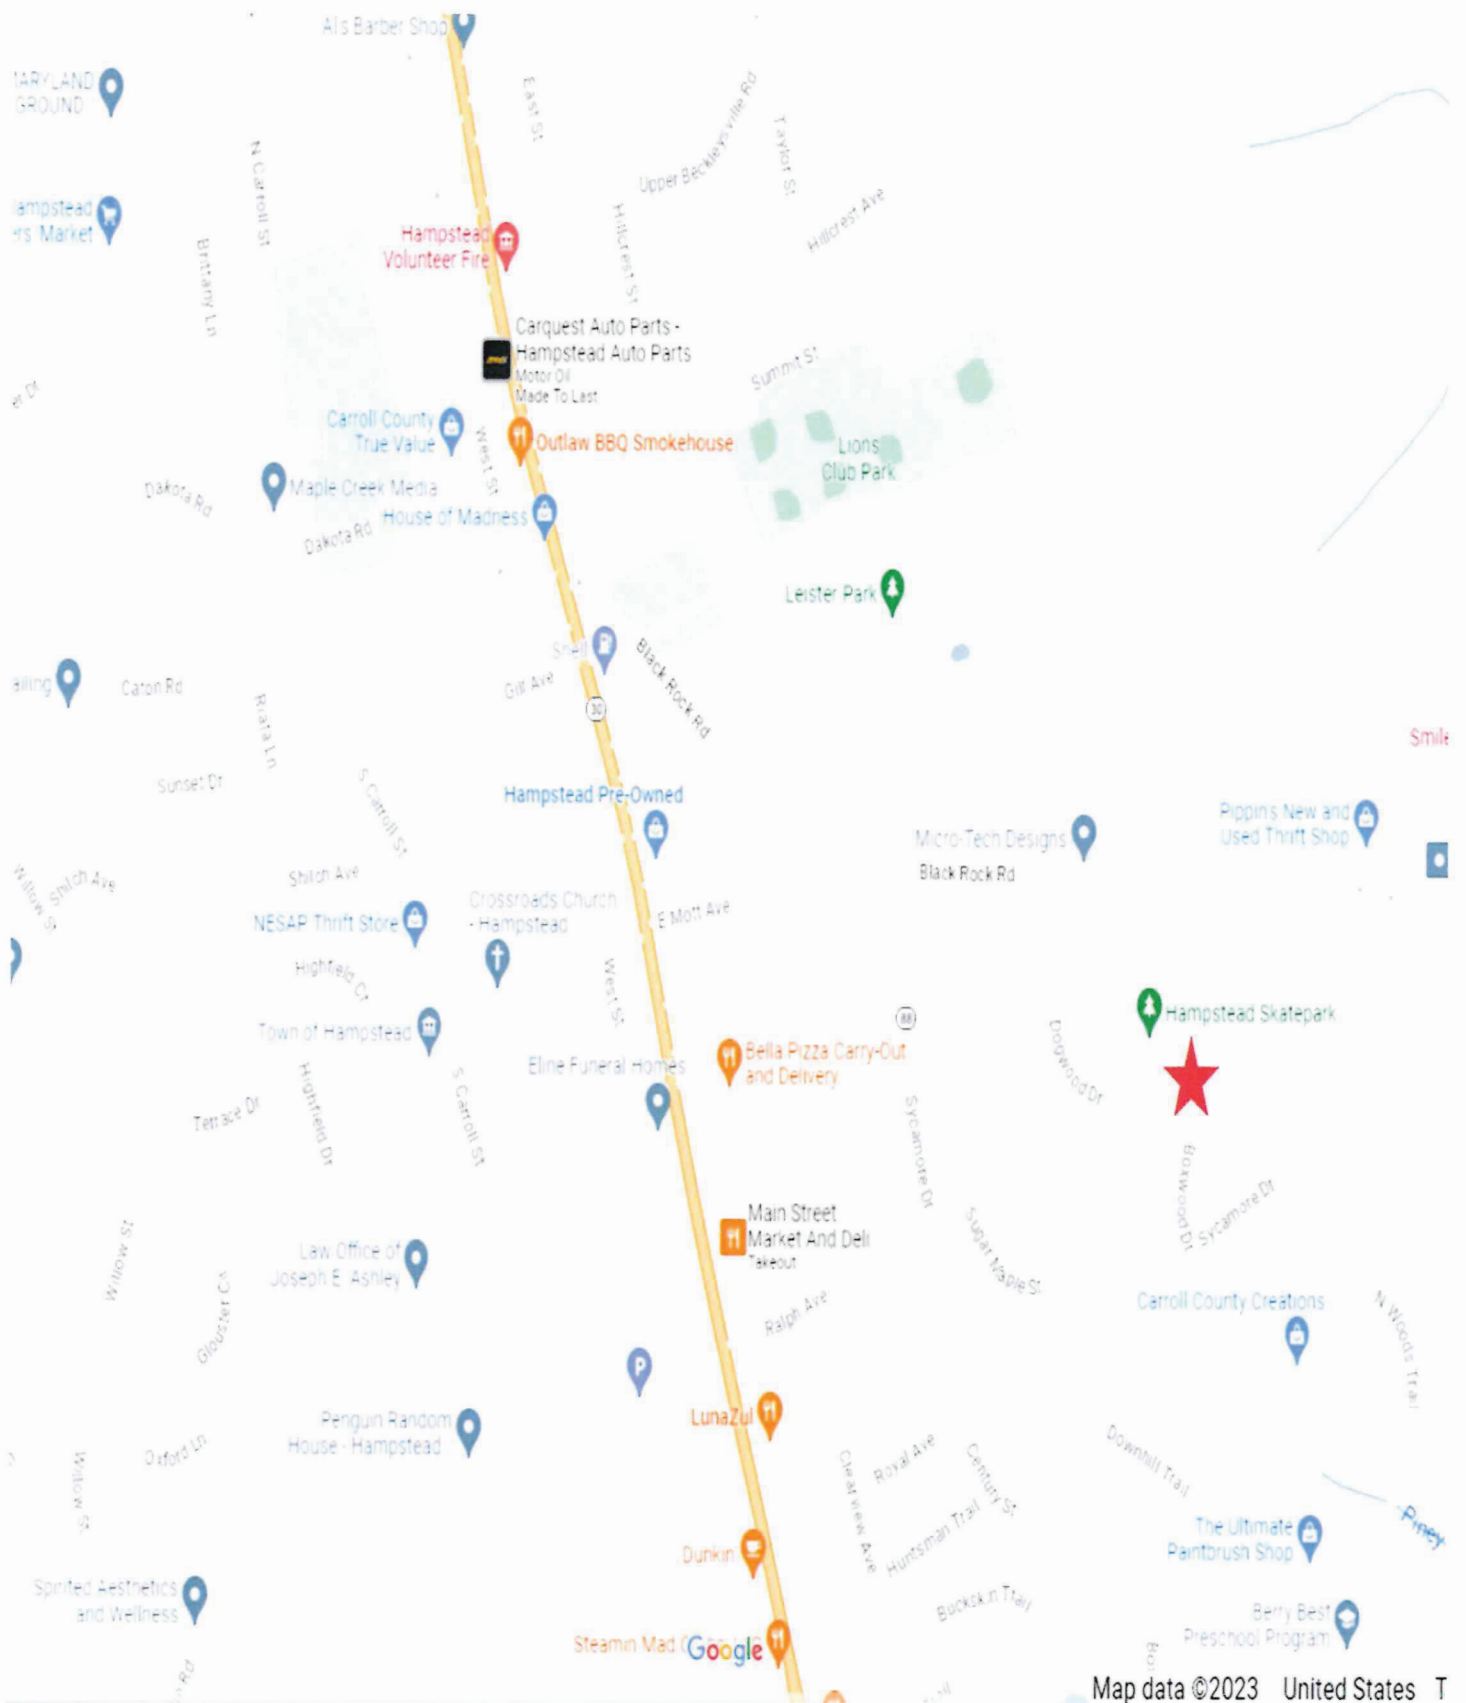 Al's Barber Shop
East St
Upper Beckleysville Rd
Taylor St
N Carroll St
Hillcrest Ave
Market
Hampstead
Volunteer Fire
Hillcrest St
Brittany Ln
Carquest Auto Parts -
Hampstead Auto Parts
Motor Oil
Made To Last
Summit St
Carroll County
True Value
West St
Outlaw BBQ Smokehouse
Lions
Club Park
Maple Creek Media
Dakota Rd
House of Madness
Dakota Rd
Leister Park
Shell
Black Rock Rd
Gill Ave
Caton Rd
30
Riata Ln
Smile
Sunset Dr
S Carroll St
Hampstead Pre-Owned
Pippin's New and
Used Thrift Shop
Micro-Tech Designs
Black Rock Rd
Willow St
Shiloh Ave
Shiloh Ave
Crossroads Church
- Hampstead
E Mott Ave
NESAP Thrift Store
Highfield Ct
West St
Hampstead Skatepark
88
Town of Hampstead
Dogwood Dr
Bella Pizza Carry-Out
and Delivery
Eline Funeral Homes
Terrace Dr
Highfield Dr
S Carroll St
Sycamore Dr
Boxwood Dr
Sycamore Dr
Main Street
Market And Deli
Takeout
Sugar Maple St
Willow St
Law Office of
Joseph E. Ashley
Glouster
Ralph Ave
Carroll County Creations
N Woods Trail
P
LunaZul
Penguin Random
House - Hampstead
Oxford Ln
Willow St
Clearview Ave
Royal Ave
Century St
Downhill Trail
Huntsman Trail
The Ultimate
Paintbrush Shop
Piney
Dunkin'
Spirited Aesthetics
and Wellness
Buckskin Trail
Berry Best
Preschool Program
Steamin Mad
Google
Rd
Map data ©2023 United States T